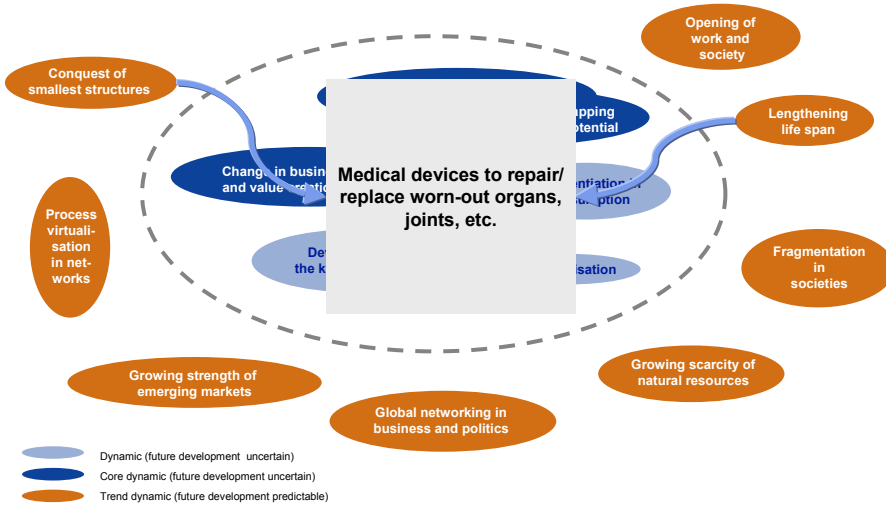 Opening of
work and
society
Conquest of
smallest structures
Lengthening
life span
Change in
and value
Medical devices to repair/
replace worn-out organs,
joints, etc.
Process
virtuali-
sation
in net-
works
Fragmentation
in
societies
Growing scarcity of
natural resources
Growing strength of
emerging markets
Global networking in
business and politics
Dynamic (future development uncertain)
Core dynamic (future development uncertain)
Trend dynamic (future development predictable)